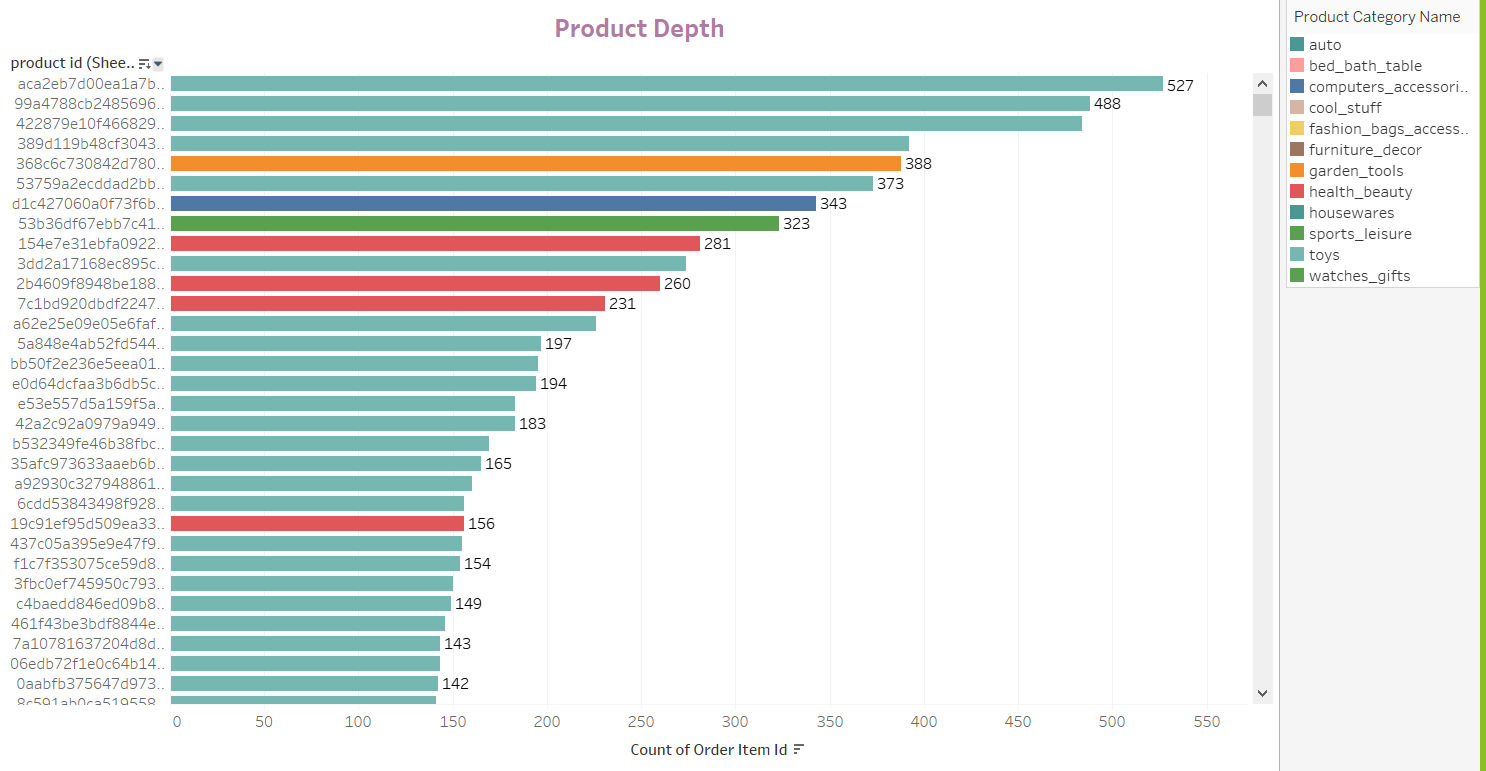 Product Depth
product id (Shee..
aca2eb7d00ea1a7b.. 527
99a4788cb2485696.. 488
422879e10f466829..
389d119b48cf3043..
368c6c730842d780.. 388
53759a2ecddad2bb.. 373
d1c427060a0f73f6b.. 343
53b36df67ebb7c41.. 323
154e7e31ebfa0922.. 281
3dd2a17168ec895c..
2b4609f8948be188.. 260
7c1bd920dbdf2247.. 231
a62e25e09e05e6faf..
5a848e4ab52fd544.. 197
bb50f2e236e5eea01..
e0d64dcfaa3b6db5c.. 194
e53e557d5a159f5a..
42a2c92a0979a949.. 183
b532349fe46b38fbc..
35afc973633aaeb6b.. 165
a92930c327948861..
6cdd53843498f928..
19c91ef95d509ea33.. 156
437c05a395e9e47f9..
f1c7f353075ce59d8.. 154
3fbc0ef745950c793..
c4baedd846ed09b8.. 149
461f43be3bdf8844e..
7a10781637204d8d.. 143
06edb72f1e0c64b14..
0aabfb375647d973.. 142
8c591ab0ca519558..
0 50 100 150 200 250 300 350 400 450 500 550
Count of Order Item Id
Product Category Name
auto
bed_bath_table
computers_accessori..
cool_stuff
fashion_bags_access..
furniture_decor
garden_tools
health_beauty
housewares
sports_leisure
toys
watches_gifts